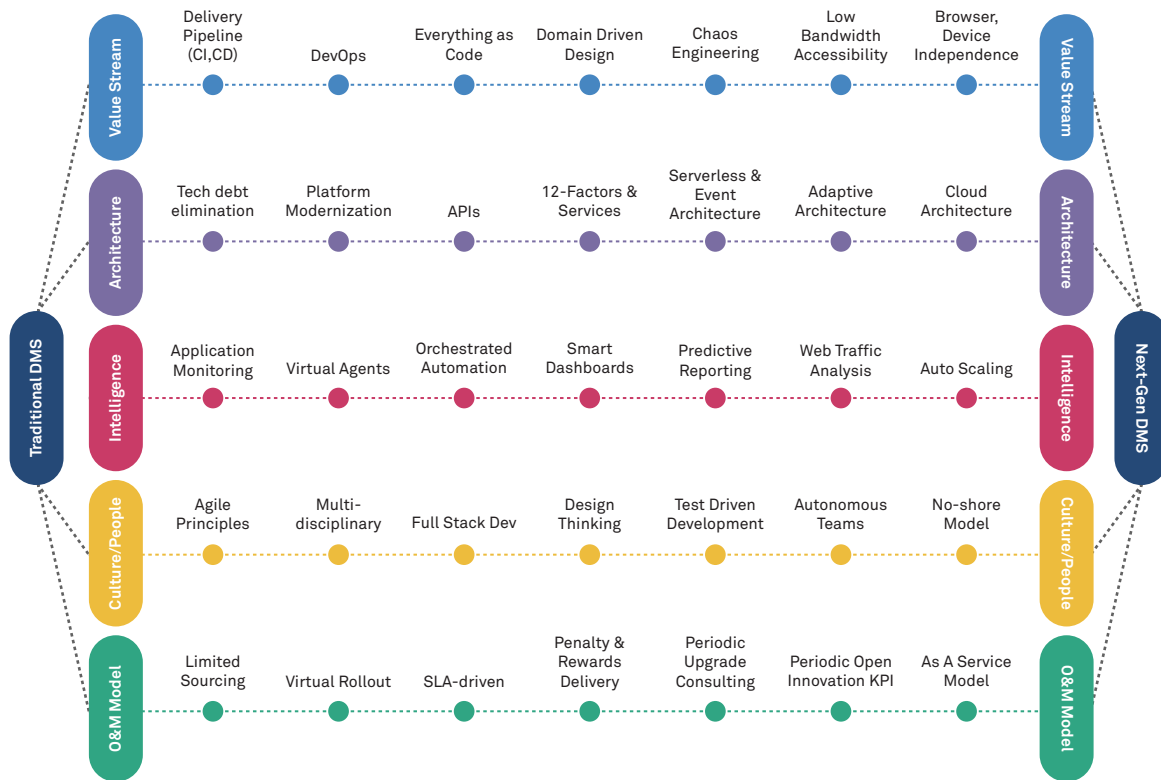 Traditional DMS
Value Stream
Delivery
Pipeline
(CI,CD)
DevOps
Everything as
Code
Domain Driven
Design
Chaos
Engineering
Low
Bandwidth
Accessibility
Browser,
Device
Independence
Value Stream
Architecture
Tech debt
elimination
Platform
Modernization
APIs
12-Factors &
Services
Serverless &
Event
Architecture
Adaptive
Architecture
Cloud
Architecture
Architecture
Intelligence
Application
Monitoring
Virtual Agents
Orchestrated
Automation
Smart
Dashboards
Predictive
Reporting
Web Traffic
Analysis
Auto Scaling
Intelligence
Culture/People
Agile
Principles
Multi-
disciplinary
Full Stack Dev
Design
Thinking
Test Driven
Development
Autonomous
Teams
No-shore
Model
Culture/People
O&M Model
Limited
Sourcing
Virtual Rollout
SLA-driven
Penalty &
Rewards
Delivery
Periodic
Upgrade
Consulting
Periodic Open
Innovation KPI
As A Service
Model
O&M Model
Next-Gen DMS